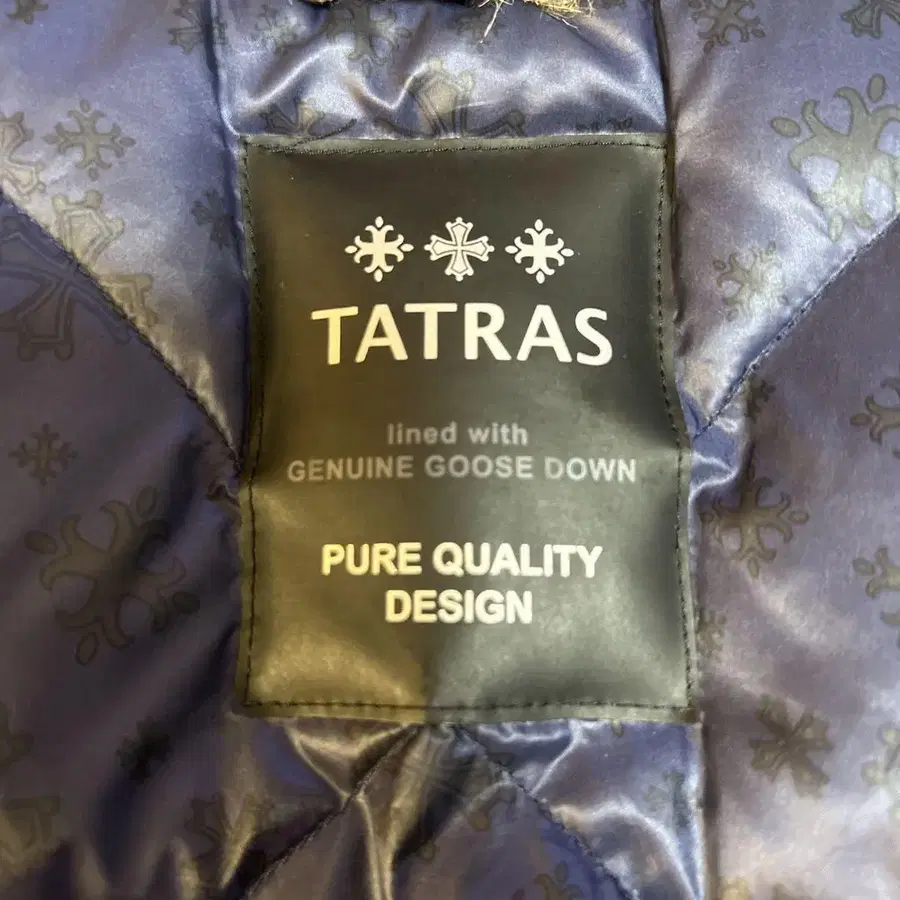 TATRAS
lined with
GENUINE GOOSE DOWN
PURE QUALITY
DESIGN